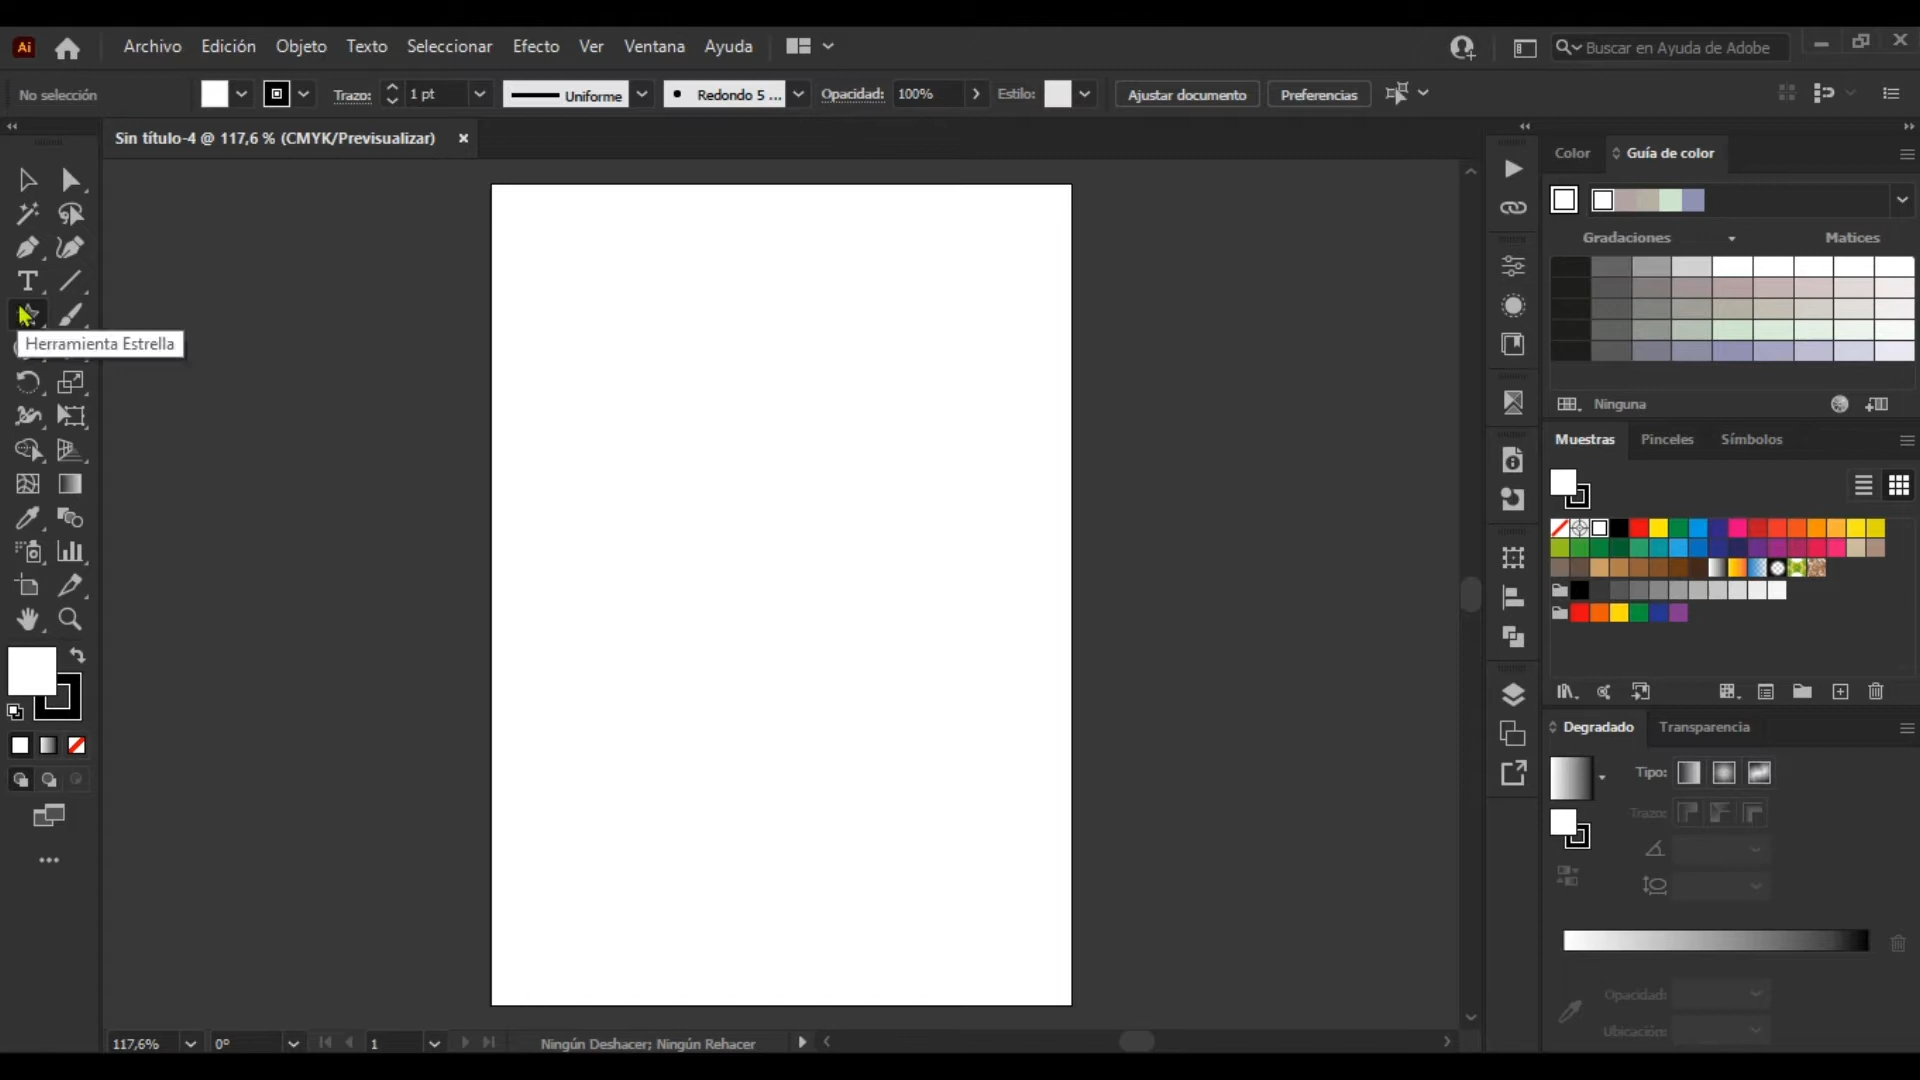 Ai
Archivo Edición Objeto Texto Seleccionar Efecto Ver Ventana Ayuda
Buscar en Ayuda de Adobe
No selección
Trazo: 1 pt
Uniforme
Redondo 5 ...
Opacidad: 100%
Estilo:
Ajustar documento
Preferencias
Sin título-4 @ 117,6 % (CMYK/Previsualizar)
Herramienta Estrella
Color Guía de color
Gradaciones Matices
Ninguna
Muestras Pinceles Símbolos
Degradado Transparencia
Tipo:
Trazo:
Opacidad:
Ubicación:
117,6% 0° 1 Ningún Deshacer; Ningún Rehacer